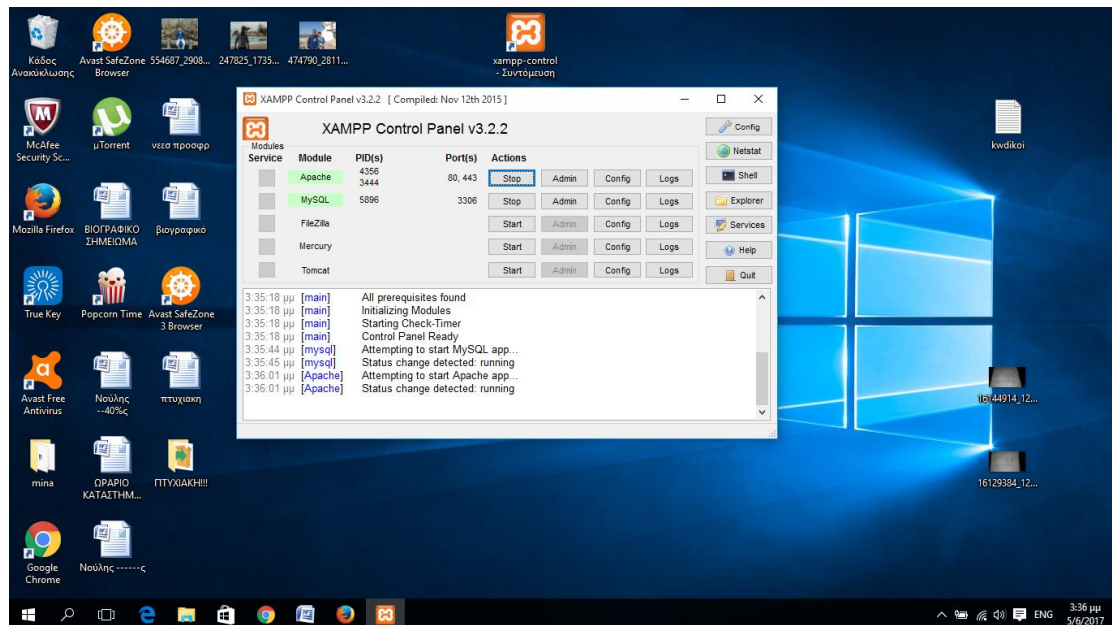 Κάδος Ανακύκλωσης
Avast SafeZone Browser
554687_2908...
247825_1735...
474790_2811...
xampp-control - Συντόμευση
McAfee Security Sc...
μTorrent
νεεσ προσφρ
kwdikoi
Mozilla Firefox
ΒΙΟΓΡΑΦΙΚΟ ΣΗΜΕΙΩΜΑ
βιογραφικό
True Key
Popcorn Time
Avast SafeZone 3 Browser
Avast Free Antivirus
Νούλης --40%ς
πτυχιακη
16144914_12...
mina
ΩΡΑΡΙΟ ΚΑΤΑΣΤΗΜ...
ΠΤΥΧΙΑΚΗ!!!
16129384_12...
Google Chrome
Νούλης ------ς
XAMPP Control Panel v3.2.2 [ Compiled: Nov 12th 2015 ]
XAMPP Control Panel v3.2.2
Config
Modules
Service Module PID(s) Port(s) Actions
Netstat
Apache 4356 3444 80, 443 Stop Admin Config Logs
Shell
MySQL 5896 3306 Stop Admin Config Logs
Explorer
FileZilla Start Admin Config Logs
Services
Mercury Start Admin Config Logs
Help
Tomcat Start Admin Config Logs
Quit
3:35:18 μμ [main] All prerequisites found
3:35:18 μμ [main] Initializing Modules
3:35:18 μμ [main] Starting Check-Timer
3:35:18 μμ [main] Control Panel Ready
3:35:44 μμ [mysql] Attempting to start MySQL app...
3:35:45 μμ [mysql] Status change detected: running
3:36:01 μμ [Apache] Attempting to start Apache app...
3:36:01 μμ [Apache] Status change detected: running
ENG
3:36 μμ
5/6/2017